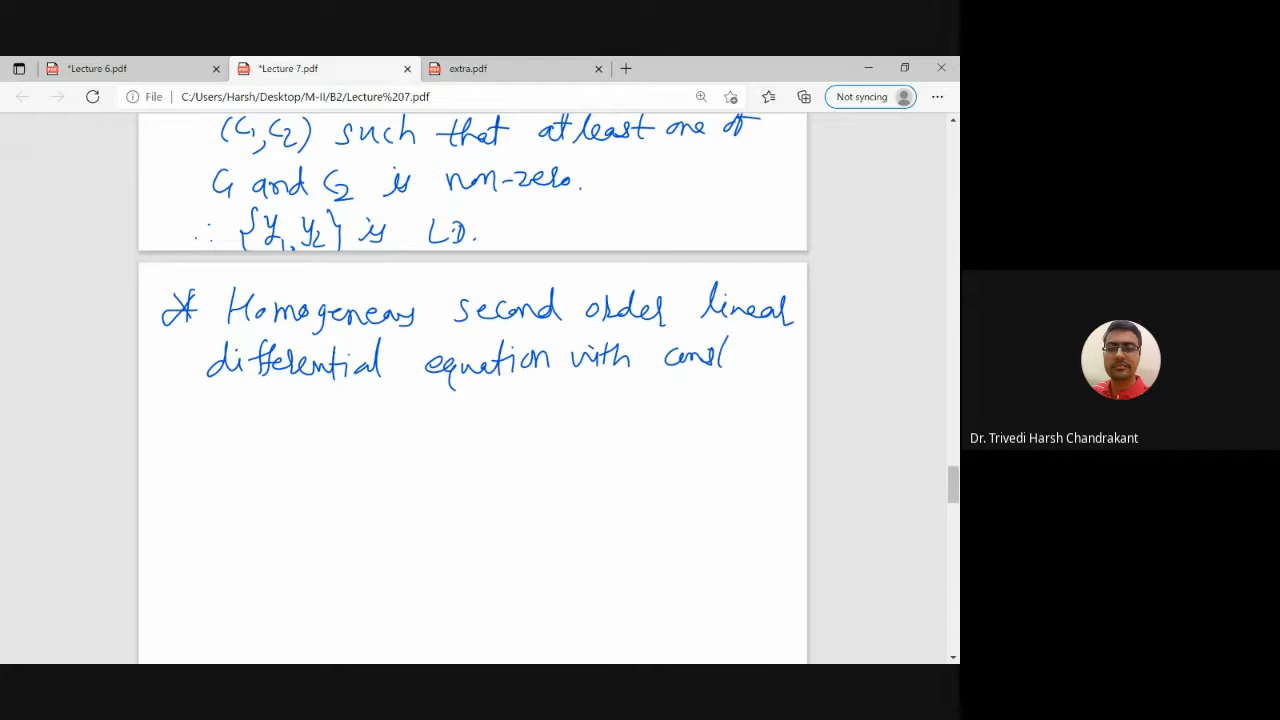 *Lecture 6.pdf
*Lecture 7.pdf
extra.pdf
File
C:/Users/Harsh/Desktop/M-II/B2/Lecture%207.pdf
Not syncing
(C₁, C₂) such that atleast one of
C₁ and C₂ is non-zero.
∴ {y₁, y₂} is LD.
* Homogeneous second order linear
differential equation with const
Dr. Trivedi Harsh Chandrakant